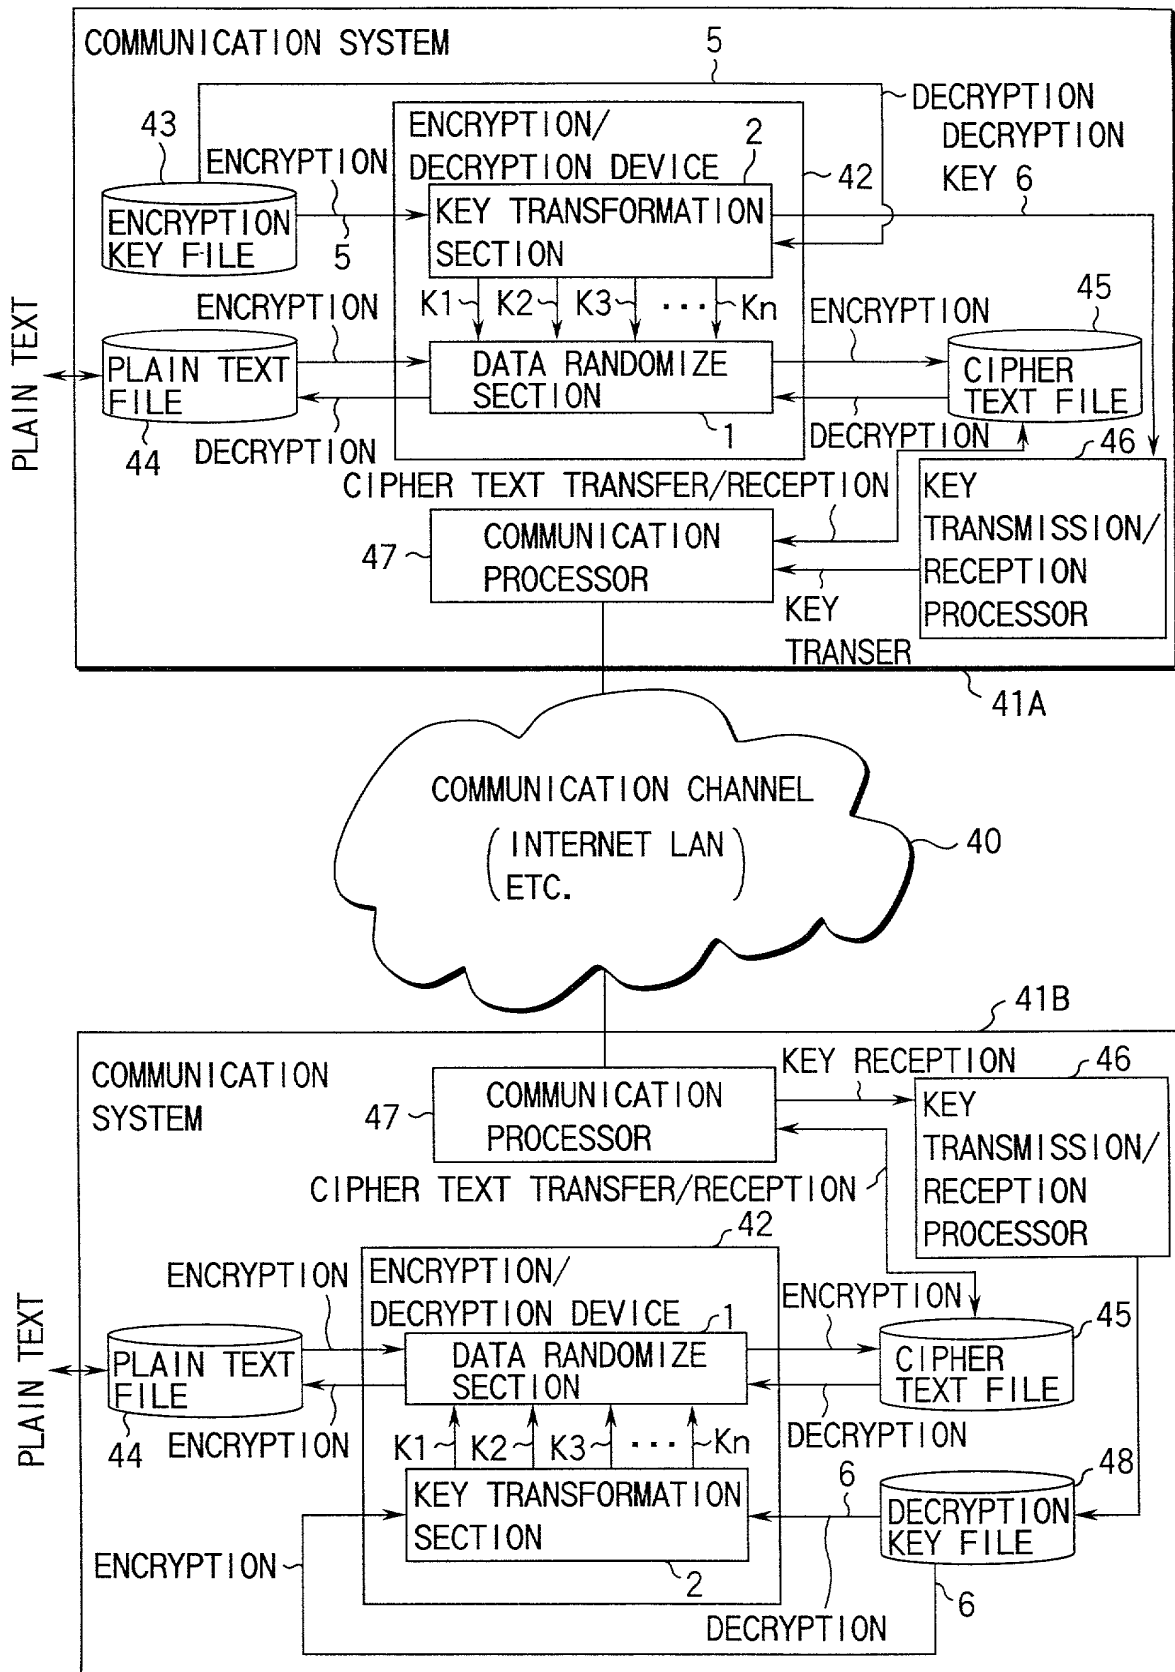 COMMUNICATION SYSTEM
5
DECRYPTION
DECRYPTION
KEY 6
43
ENCRYPTION
ENCRYPTION/
DECRYPTION DEVICE
2
42
ENCRYPTION
KEY FILE
5
KEY TRANSFORMATION
SECTION
K1
K2
K3
...
Kn
ENCRYPTION
ENCRYPTION
45
PLAIN TEXT
PLAIN TEXT
FILE
DATA RANDOMIZE
SECTION
CIPHER
TEXT FILE
44
DECRYPTION
1
DECRYPTION
46
CIPHER TEXT TRANSFER/RECEPTION
KEY
TRANSMISSION/
RECEPTION
PROCESSOR
47
COMMUNICATION
PROCESSOR
KEY
TRANSER
41A
COMMUNICATION CHANNEL
(INTERNET LAN
ETC.)
40
41B
COMMUNICATION
SYSTEM
KEY RECEPTION
46
47
COMMUNICATION
PROCESSOR
KEY
TRANSMISSION/
RECEPTION
PROCESSOR
CIPHER TEXT TRANSFER/RECEPTION
42
ENCRYPTION
ENCRYPTION/
DECRYPTION DEVICE
1
ENCRYPTION
45
PLAIN TEXT
PLAIN TEXT
FILE
DATA RANDOMIZE
SECTION
CIPHER
TEXT FILE
44
ENCRYPTION
K1
K2
K3
...
Kn
DECRYPTION
6
48
KEY TRANSFORMATION
SECTION
DECRYPTION
KEY FILE
ENCRYPTION
2
DECRYPTION
6